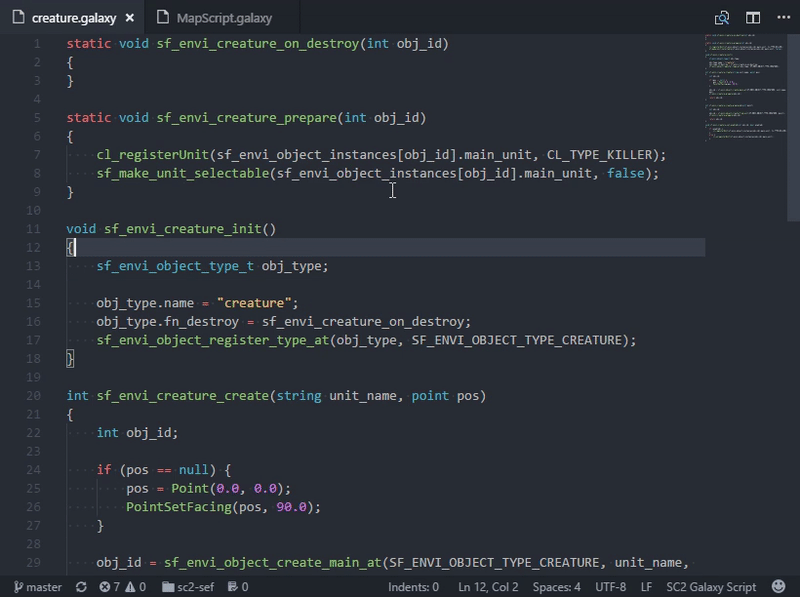 creature.galaxy × MapScript.galaxy
1 static void sf_envi_creature_on_destroy(int obj_id)
2 {
3 }
4
5 static void sf_envi_creature_prepare(int obj_id)
6 {
7 cl_registerUnit(sf_envi_object_instances[obj_id].main_unit, CL_TYPE_KILLER);
8 sf_make_unit_selectable(sf_envi_object_instances[obj_id].main_unit, false);
9 }
10
11 void sf_envi_creature_init()
12 {
13 sf_envi_object_type_t obj_type;
14
15 obj_type.name = "creature";
16 obj_type.fn_destroy = sf_envi_creature_on_destroy;
17 sf_envi_object_register_type_at(obj_type, SF_ENVI_OBJECT_TYPE_CREATURE);
18 }
19
20 int sf_envi_creature_create(string unit_name, point pos)
21 {
22 int obj_id;
23
24 if (pos == null) {
25 pos = Point(0.0, 0.0);
26 PointSetFacing(pos, 90.0);
27 }
28
29 obj_id = sf_envi_object_create_main_at(SF_ENVI_OBJECT_TYPE_CREATURE, unit_name,
master 7 0 sc2-sef 0 Indents: 0 Ln 12, Col 2 Spaces: 4 UTF-8 LF SC2 Galaxy Script